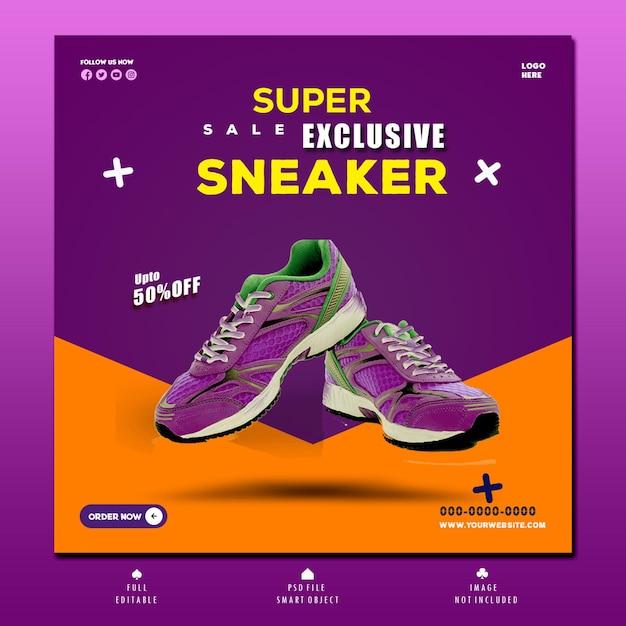 FOLLOW US NOW
LOGO
HERE
SUPER
SALE EXCLUSIVE
SNEAKER
Upto
50%OFF
ORDER NOW
000-0000-0000
WWW.YOURWEBSITE.COM
FULL
EDITABLE
PSD FILE
SMART OBJECT
IMAGE
NOT INCLUDED